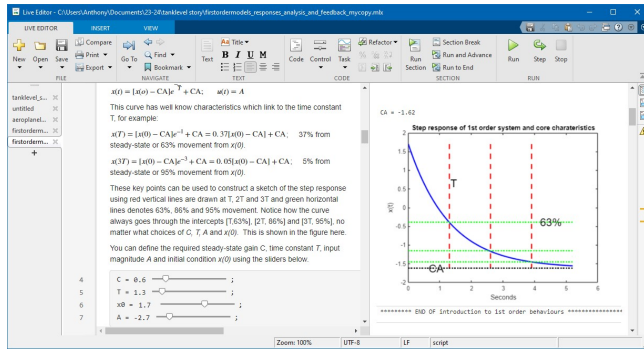 Live Editor - C:\Users\Anthony\Documents\23-24\tanklevel story\firstordermodels_responses_analysis_and_feedback_mycopy.mlx
LIVE EDITOR INSERT VIEW
New Open Save Compare Print Export
Go To Find Bookmark
Text Title B I U M
Code Control Task Refactor
Run Section Section Break Run and Advance Run to End
Run Step Stop
FILE NAVIGATE TEXT CODE SECTION RUN
tanklevel_s...
untitled
aeroplanel...
firstorderm...
firstorderm...
+
x(t) = [x(o) − CA]e^-t/T + CA; u(t) = A
This curve has well know characteristics which link to the time constant
T, for example:
x(T) = [x(0) − CA]e^−1 + CA = 0.37[x(0) − CA] + CA; 37% from
steady-state or 63% movement from x(0).
x(3T) = [x(0) − CA]e^−3 + CA = 0.05[x(0) − CA] + CA; 5% from
steady-state or 95% movement from x(0).
These key points can be used to construct a sketch of the step response
using red vertical lines are drawn at T, 2T and 3T and green horizontal
lines denotes 63%, 86% and 95% movement. Notice how the curve
always goes through the intercepts [T,63%], [2T, 86%] and [3T, 95%], no
matter what choices of C, T, A and x(0). This is shown in the figure here.
You can define the required steady-state gain C, time constant T, input
magnitude A and initial condition x(0) using the sliders below.
4 C = 0.6 ;
5 T = 1.3 ;
6 x0 = 1.7 ;
7 A = -2.7 ;
CA = -1.62
Step response of 1st order system and core charateristics
2
1.5
1
0.5
0
-0.5
-1
-1.5
-2
x(t)
T
63%
CA
0 1 2 3 4 5 6
Seconds
********* END OF introduction to 1st order behaviours ****************
Zoom: 100% UTF-8 LF script